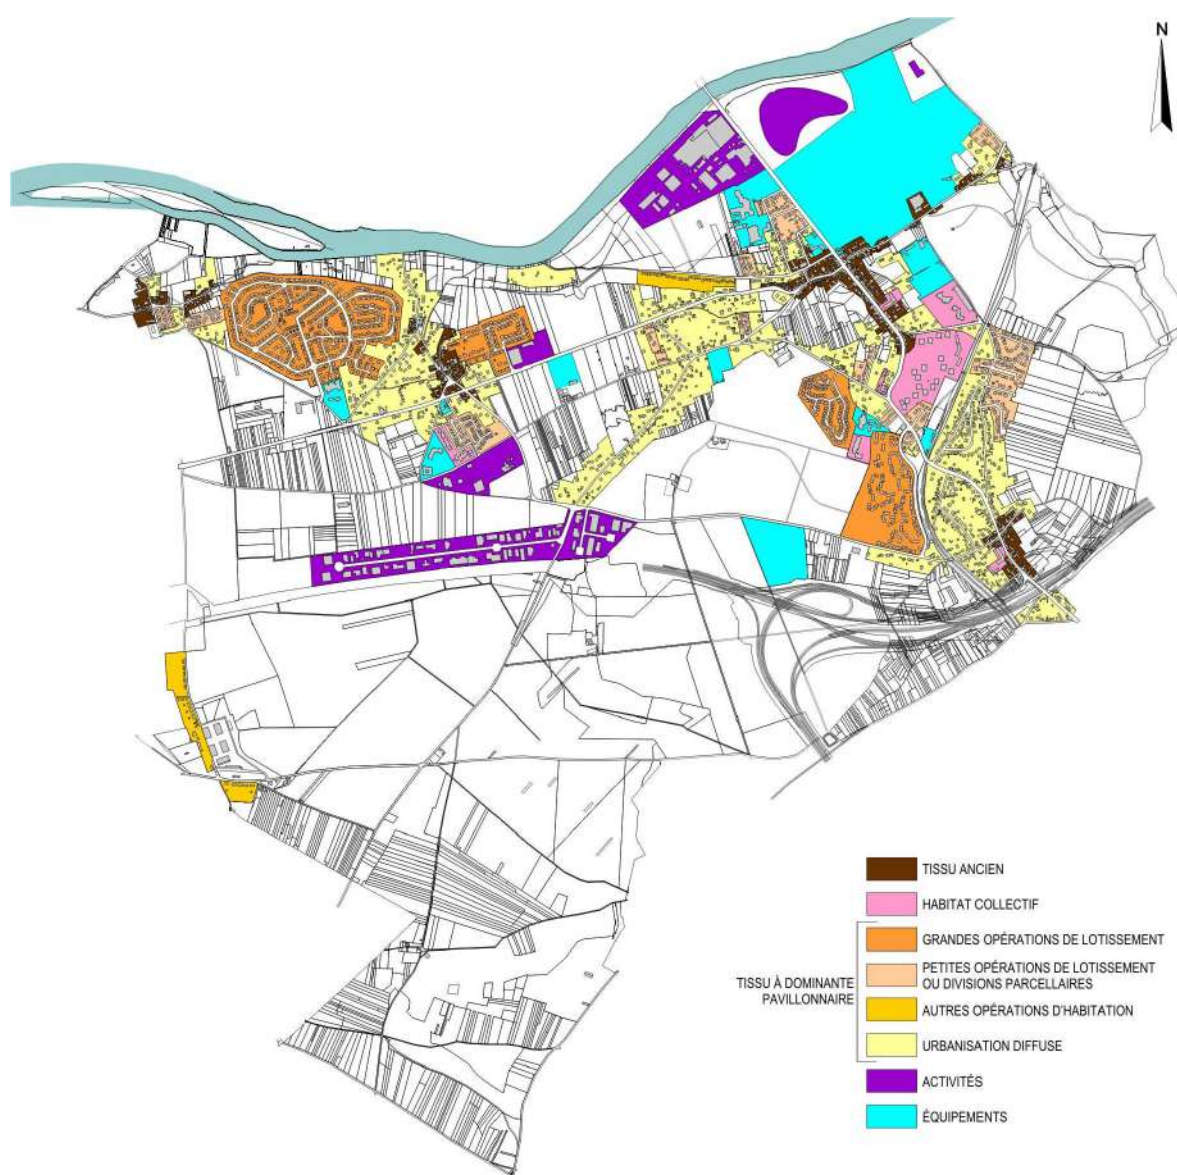 N
TISSU ANCIEN
HABITAT COLLECTIF
GRANDES OPÉRATIONS DE LOTISSEMENT
PETITES OPÉRATIONS DE LOTISSEMENT
OU DIVISIONS PARCELLAIRES
TISSU À DOMINANTE
PAVILLONNAIRE
AUTRES OPÉRATIONS D'HABITATION
URBANISATION DIFFUSE
ACTIVITÉS
ÉQUIPEMENTS